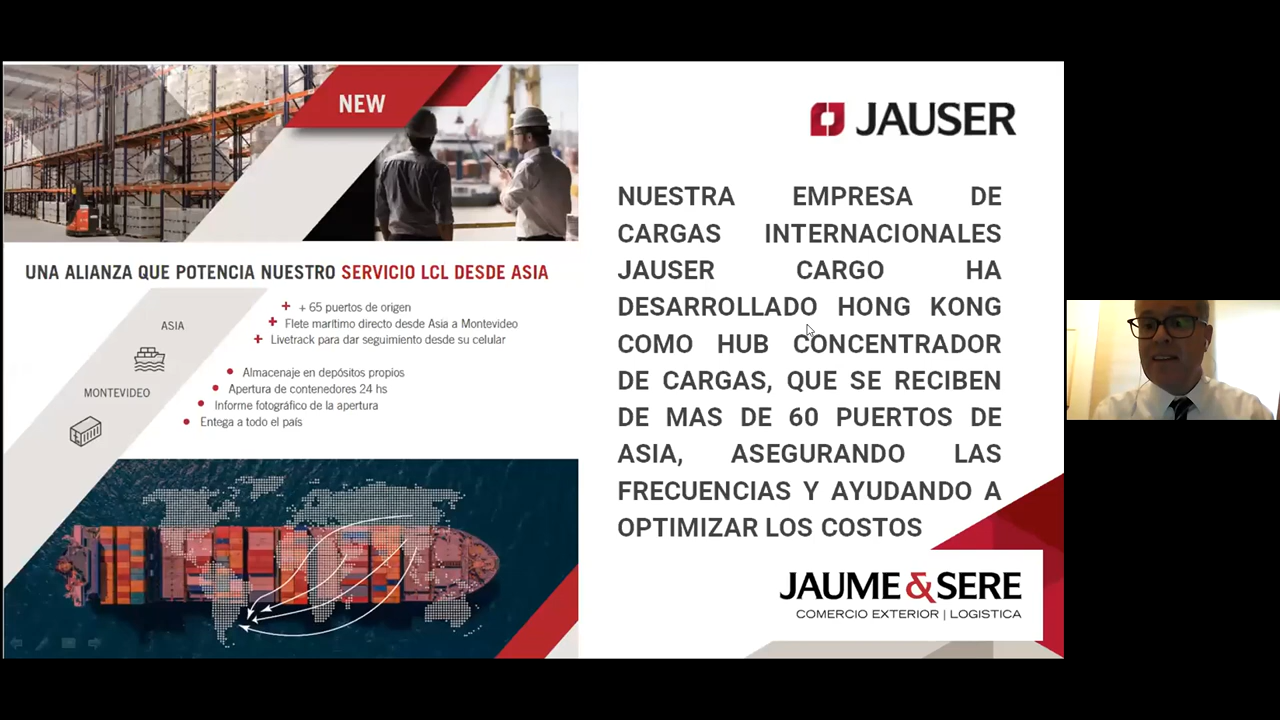 NEW
UNA ALIANZA QUE POTENCIA NUESTRO SERVICIO LCL DESDE ASIA
+ 65 puertos de origen
Flete marítimo directo desde Asia a Montevideo
Livetrack para dar seguimiento desde su celular
ASIA
Almacenaje en depósitos propios
Apertura de contenedores 24 hs
Informe fotográfico de la apertura
Entega a todo el país
MONTEVIDEO
JAUSER
NUESTRA EMPRESA DE
CARGAS INTERNACIONALES
JAUSER CARGO HA
DESARROLLADO HONG KONG
COMO HUB CONCENTRADOR
DE CARGAS, QUE SE RECIBEN
DE MAS DE 60 PUERTOS DE
ASIA, ASEGURANDO LAS
FRECUENCIAS Y AYUDANDO A
OPTIMIZAR LOS COSTOS
JAUME & SERE
COMERCIO EXTERIOR | LOGISTICA